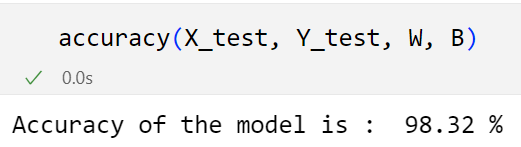 accuracy(X_test, Y_test, W, B)
0.0s
Accuracy of the model is :  98.32 %